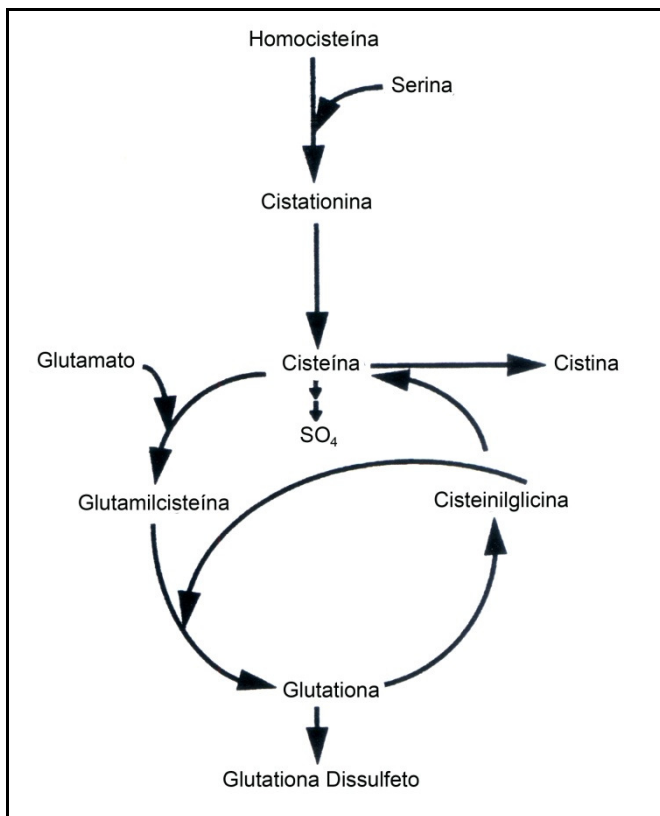 Homocisteína
Serina
Cistationina
Glutamato
Cisteína
Cistina
SO₄
Glutamilcisteína
Cisteinilglicina
Glutationa
Glutationa Dissulfeto